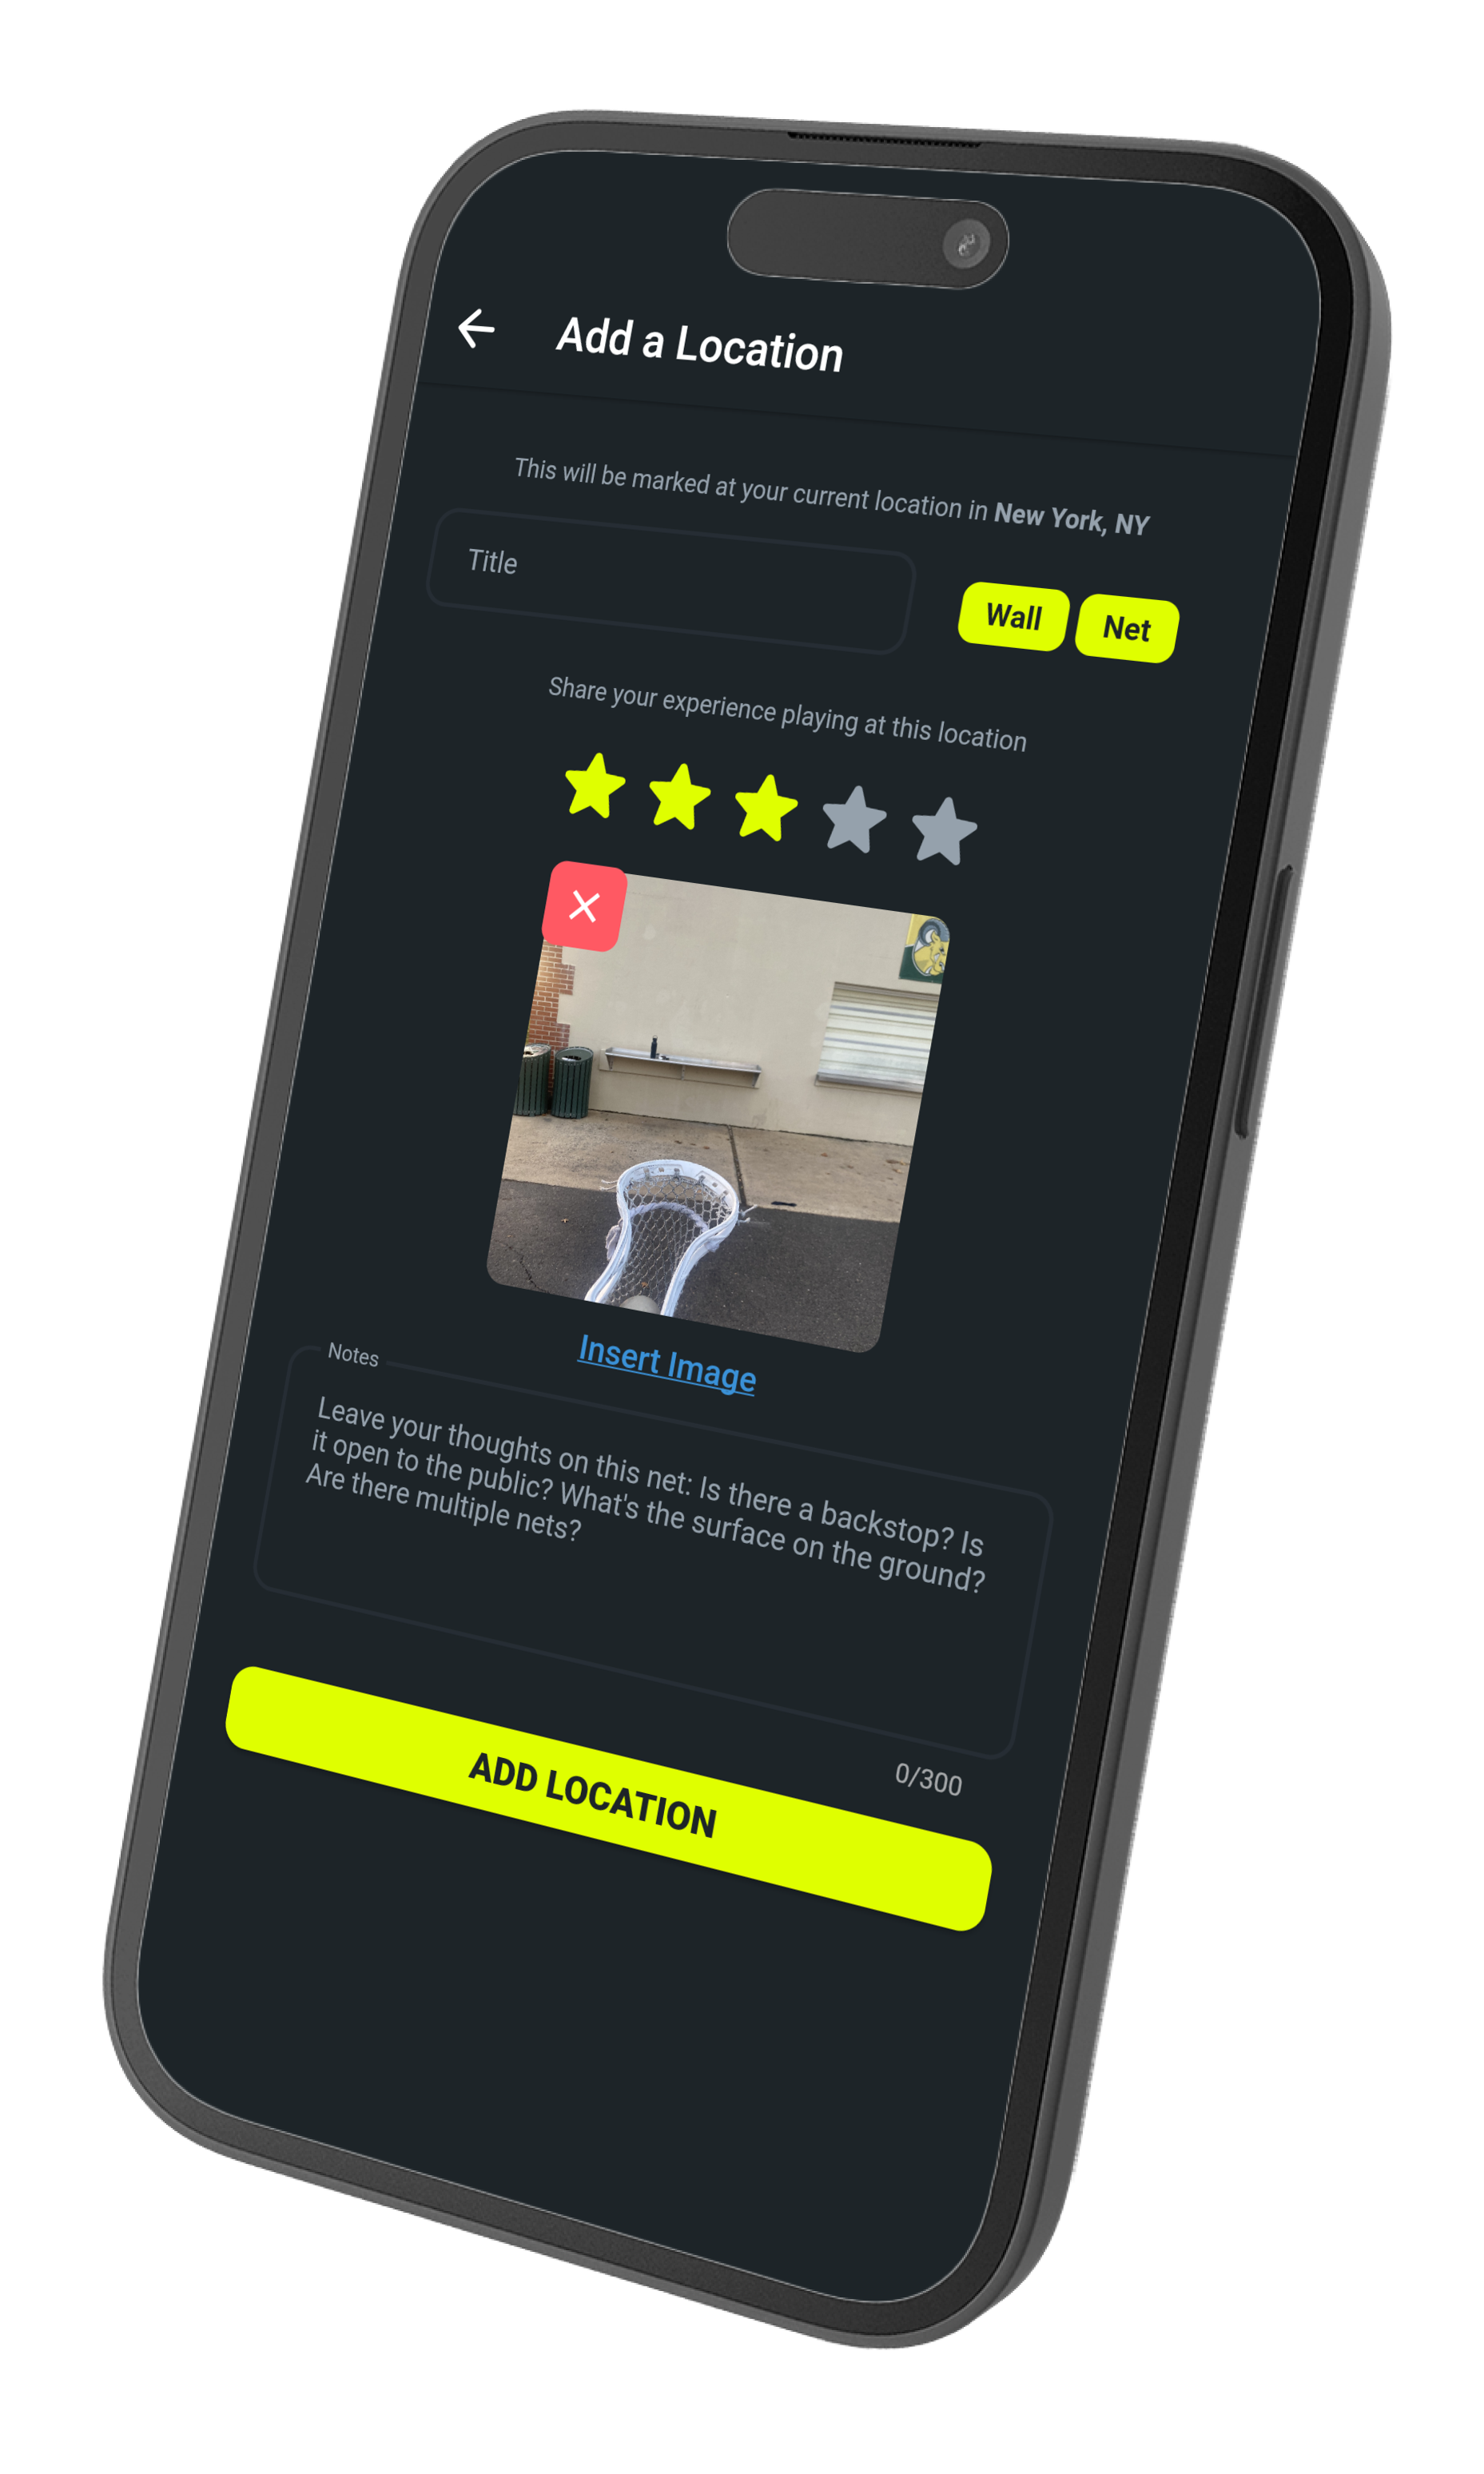 Add a Location
This will be marked at your current location in New York, NY
Title
Wall
Net
Share your experience playing at this location
Insert Image
Notes
Leave your thoughts on this net: Is there a backstop? Is
it open to the public? What's the surface on the ground?
Are there multiple nets?
0/300
ADD LOCATION